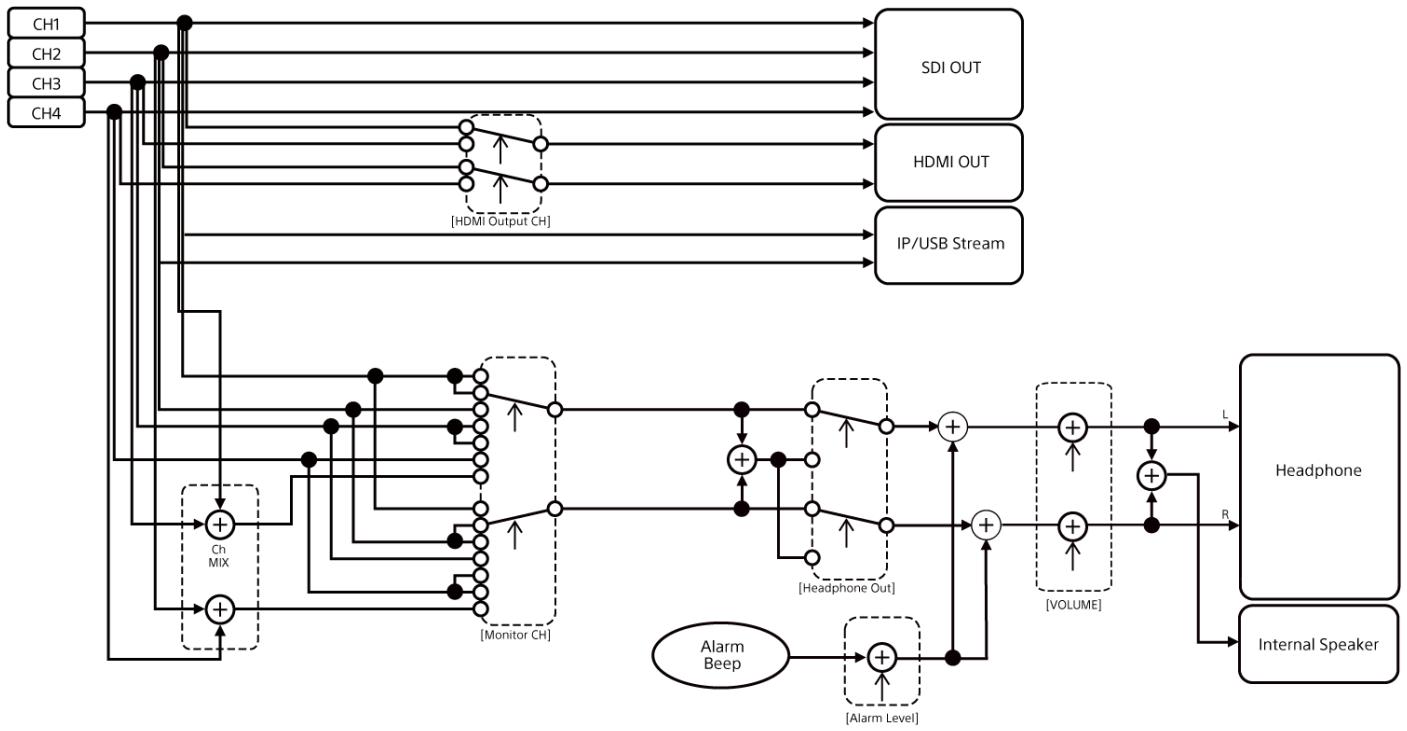 CH1
CH2
CH3
CH4
SDI OUT
HDMI OUT
[HDMI Output CH]
IP/USB Stream
Ch
MIX
[Monitor CH]
[Headphone Out]
[VOLUME]
L
R
Headphone
Internal Speaker
Alarm
Beep
[Alarm Level]